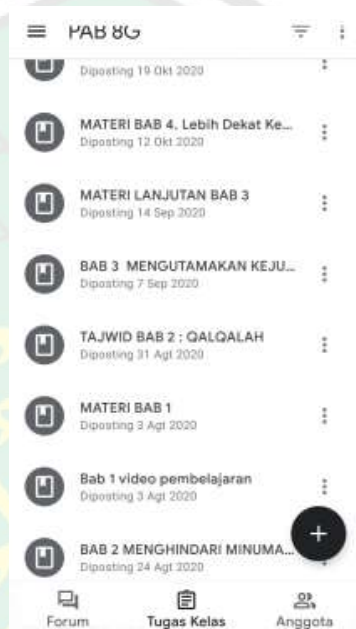 PAB 8G
Diposting 19 Okt 2020
MATERI BAB 4. Lebih Dekat Ke...
Diposting 12 Okt 2020
MATERI LANJUTAN BAB 3
Diposting 14 Sep 2020
BAB 3 MENGUTAMAKAN KEJU...
Diposting 7 Sep 2020
TAJWID BAB 2 : QALQALAH
Diposting 31 Agt 2020
MATERI BAB 1
Diposting 3 Agt 2020
Bab 1 video pembelajaran
Diposting 3 Agt 2020
BAB 2 MENGHINDARI MINUMA...
Diposting 24 Agt 2020
Forum
Tugas Kelas
Anggota